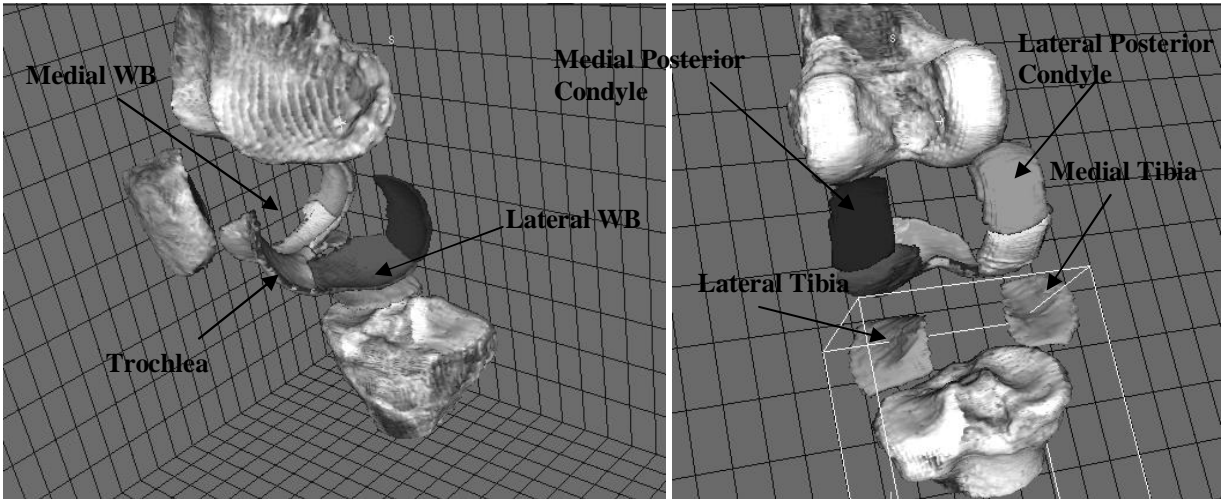 Medial WB
Lateral WB
Trochlea
S
Medial Posterior
Condyle
S
Lateral Posterior
Condyle
Medial Tibia
Lateral Tibia